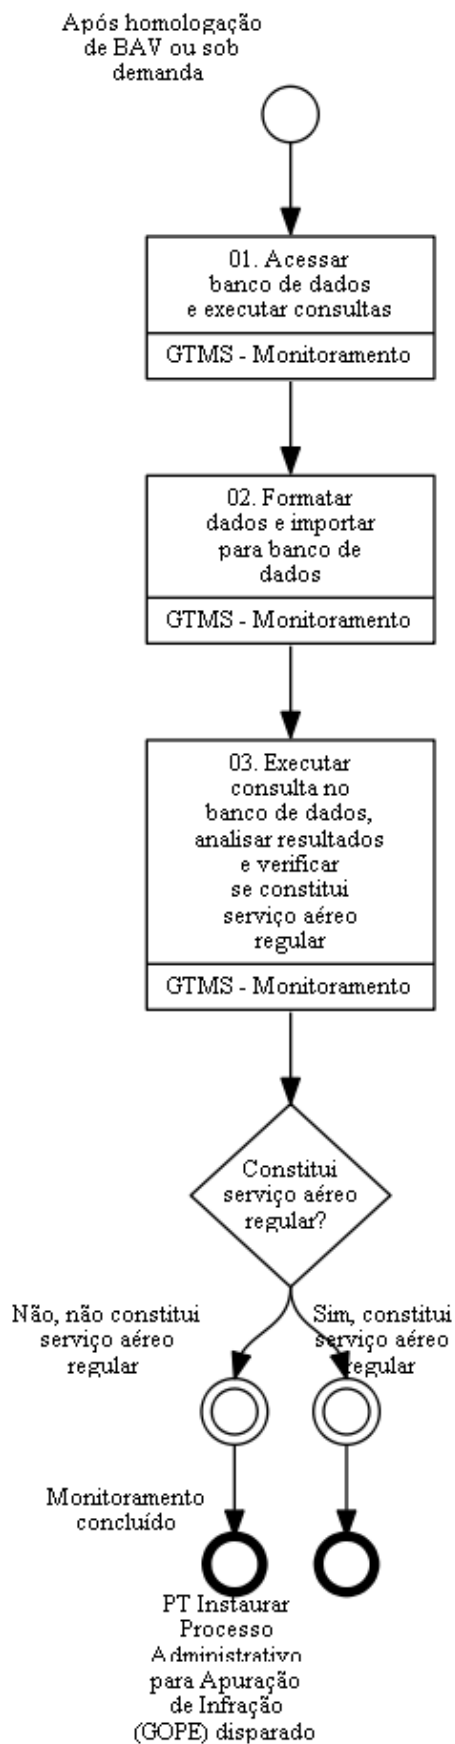 Após homologação
de BAV ou sob
demanda
01. Acessar
banco de dados
e executar consultas
GTMS - Monitoramento
02. Formatar
dados e importar
para banco de
dados
GTMS - Monitoramento
03. Executar
consulta no
banco de dados,
analisar resultados
e verificar
se constitui
serviço aéreo
regular
GTMS - Monitoramento
Constitui
serviço aéreo
regular?
Não, não constitui
serviço aéreo
regular
Sim, constitui
serviço aéreo
regular
Monitoramento
concluído
PT Instaurar
Processo
Administrativo
para Apuração
de Infração
(GOPE) disparado